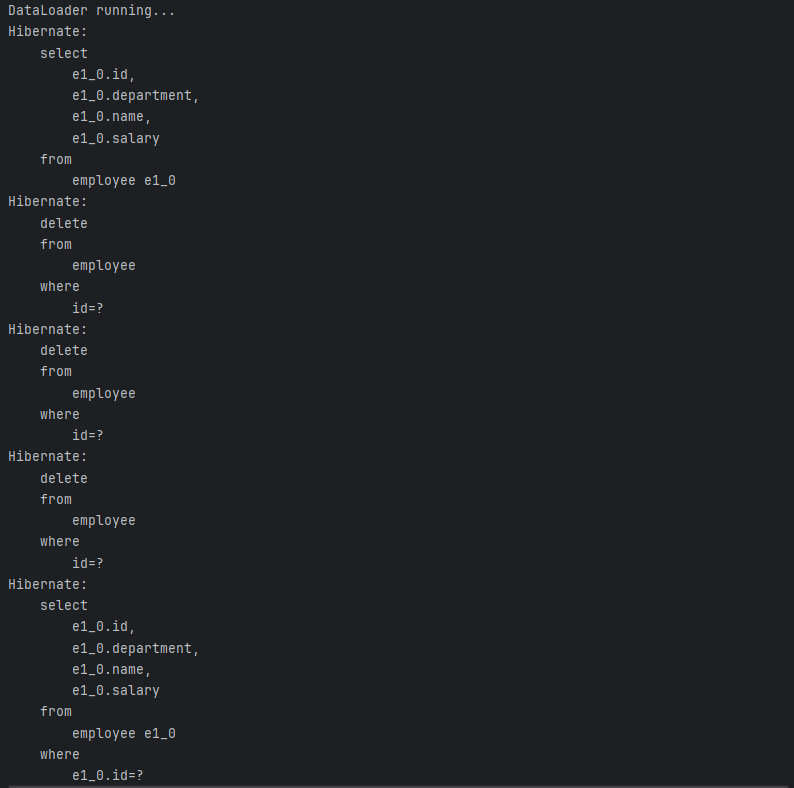 DataLoader running...
Hibernate:
    select
        e1_0.id,
        e1_0.department,
        e1_0.name,
        e1_0.salary
    from
        employee e1_0
Hibernate:
    delete
    from
        employee
    where
        id=?
Hibernate:
    delete
    from
        employee
    where
        id=?
Hibernate:
    delete
    from
        employee
    where
        id=?
Hibernate:
    select
        e1_0.id,
        e1_0.department,
        e1_0.name,
        e1_0.salary
    from
        employee e1_0
    where
        e1_0.id=?